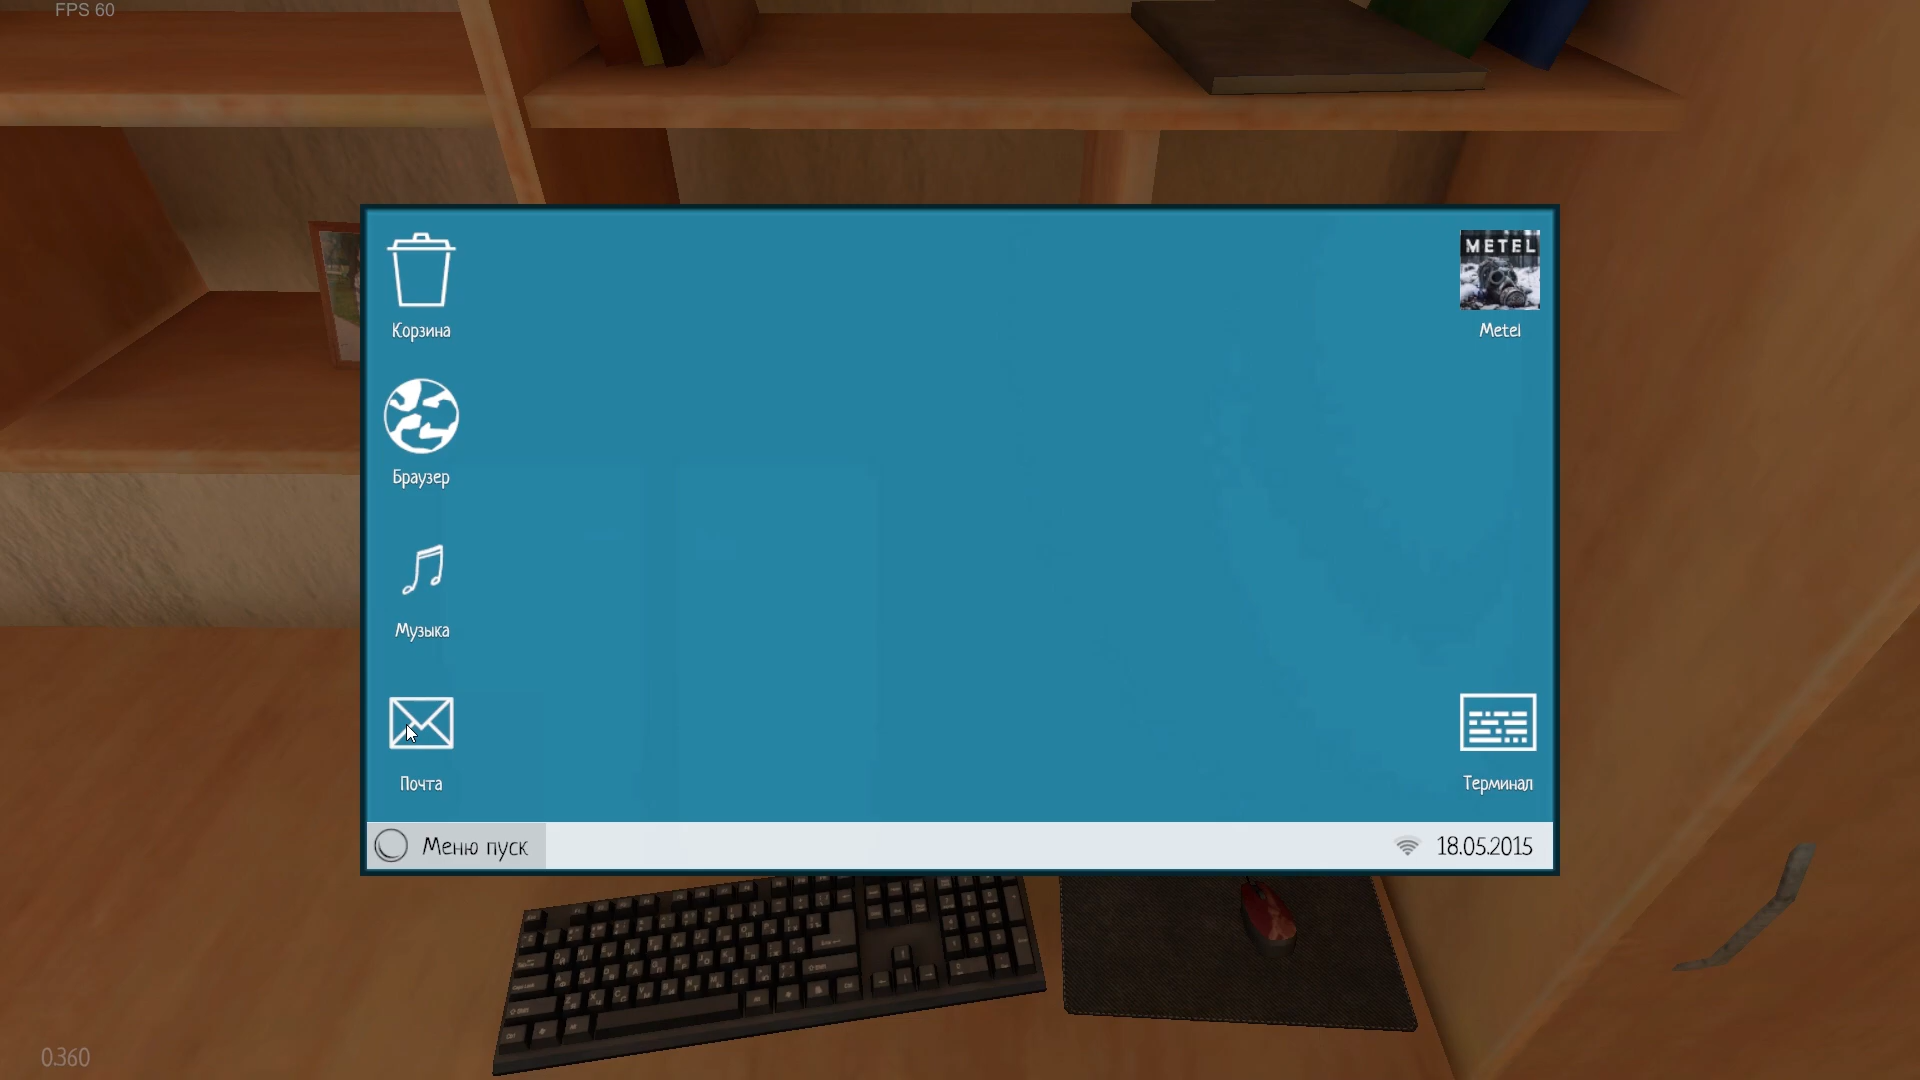 FPS 60
METEL
Корзина
Metel
Браузер
Музыка
Почта
Терминал
Меню пуск
18.05.2015
0.360